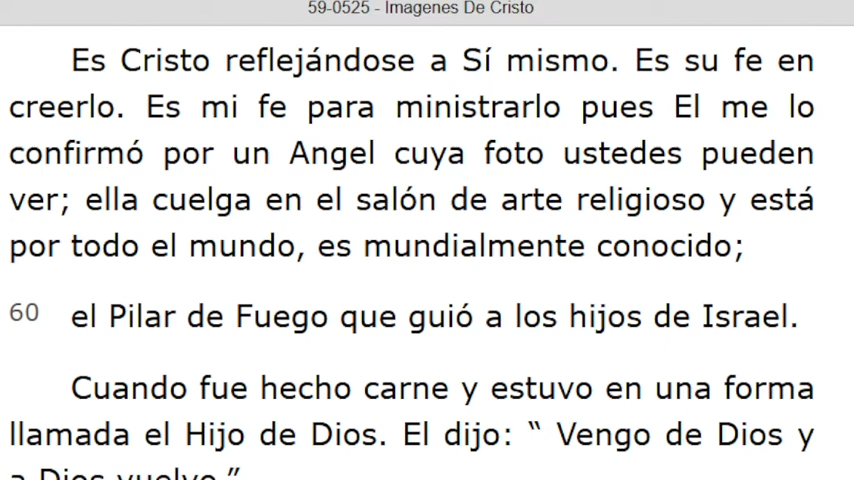 59-0525 - Imagenes De Cristo
Es Cristo reflejándose a Sí mismo. Es su fe en
creerlo. Es mi fe para ministrarlo pues El me lo
confirmó por un Angel cuya foto ustedes pueden
ver; ella cuelga en el salón de arte religioso y está
por todo el mundo, es mundialmente conocido;
60 el Pilar de Fuego que guió a los hijos de Israel.
Cuando fue hecho carne y estuvo en una forma
llamada el Hijo de Dios. El dijo: “ Vengo de Dios y
a Dios vuelvo.”